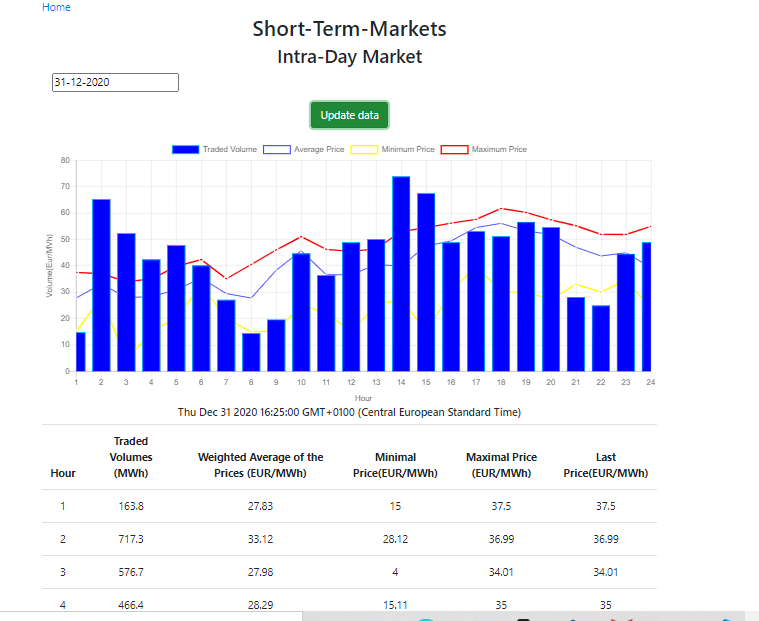 Home
Short-Term-Markets
Intra-Day Market
31-12-2020
Update data
Traded Volume Average Price Minimum Price Maximum Price
80
70
60
50
40
30
20
10
0
Volume(Eur/MWh)
1 2 3 4 5 6 7 8 9 10 11 12 13 14 15 16 17 18 19 20 21 22 23 24
Hour
Thu Dec 31 2020 16:25:00 GMT+0100 (Central European Standard Time)
Hour Traded Volumes (MWh) Weighted Average of the Prices (EUR/MWh) Minimal Price(EUR/MWh) Maximal Price (EUR/MWh) Last Price(EUR/MWh)
1 163.8 27.83 15 37.5 37.5
2 717.3 33.12 28.12 36.99 36.99
3 576.7 27.98 4 34.01 34.01
4 466.4 28.29 15.11 35 35